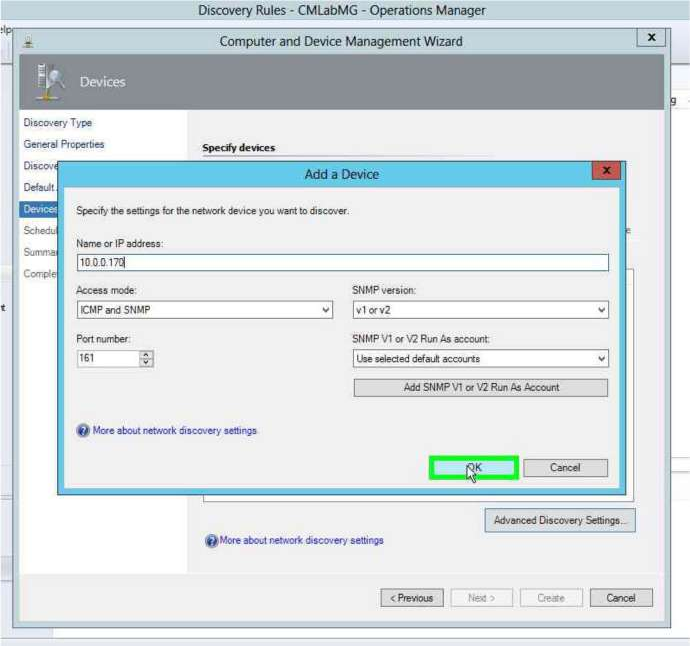 Discovery Rules - CMLabMG - Operations Manager
elp
Computer and Device Management Wizard
x
Devices
g
Discovery Type
General Properties
Specify devices
Discove
Add a Device
x
Default
Devices
Specify the settings for the network device you want to discover.
Schedul
e
Name or IP address:
Summa
10.0.0.170
Comple
Access mode:
SNMP version:
ICMP and SNMP
v1 or v2
Port number:
SNMP V1 or V2 Run As account:
161
Use selected default accounts
Add SNMP V1 or V2 Run As Account
More about network discovery settings
OK
Cancel
Advanced Discovery Settings...
More about network discovery settings
< Previous
Next >
Create
Cancel